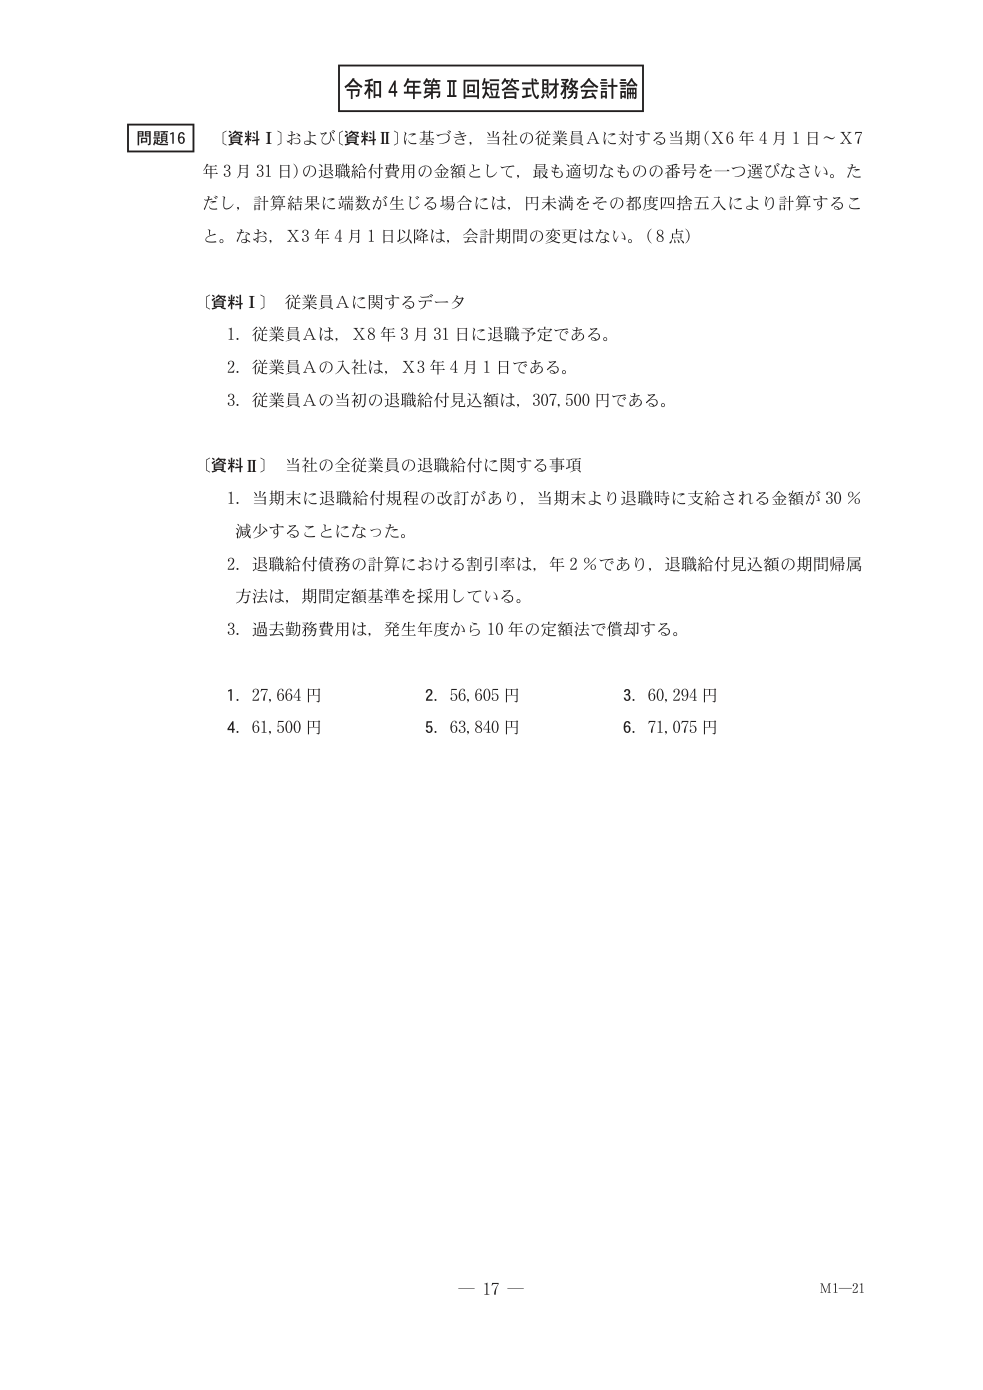 令和4年第Ⅱ回短答式財務会計論
問題16 〔資料Ⅰ〕および〔資料Ⅱ〕に基づき，当社の従業員Aに対する当期(X6年4月1日～X7
年3月31日)の退職給付費用の金額として，最も適切なものの番号を一つ選びなさい。た
だし，計算結果に端数が生じる場合には，円未満をその都度四捨五入により計算するこ
と。なお，X3年4月1日以降は，会計期間の変更はない。(8点)
〔資料Ⅰ〕 従業員Aに関するデータ
1. 従業員Aは，X8年3月31日に退職予定である。
2. 従業員Aの入社は，X3年4月1日である。
3. 従業員Aの当初の退職給付見込額は，307,500円である。
〔資料Ⅱ〕 当社の全従業員の退職給付に関する事項
1. 当期末に退職給付規程の改訂があり，当期末より退職時に支給される金額が30％
減少することになった。
2. 退職給付債務の計算における割引率は，年2％であり，退職給付見込額の期間帰属
方法は，期間定額基準を採用している。
3. 過去勤務費用は，発生年度から10年の定額法で償却する。
1. 27,664円 2. 56,605円 3. 60,294円
4. 61,500円 5. 63,840円 6. 71,075円
— 17 — M1—21